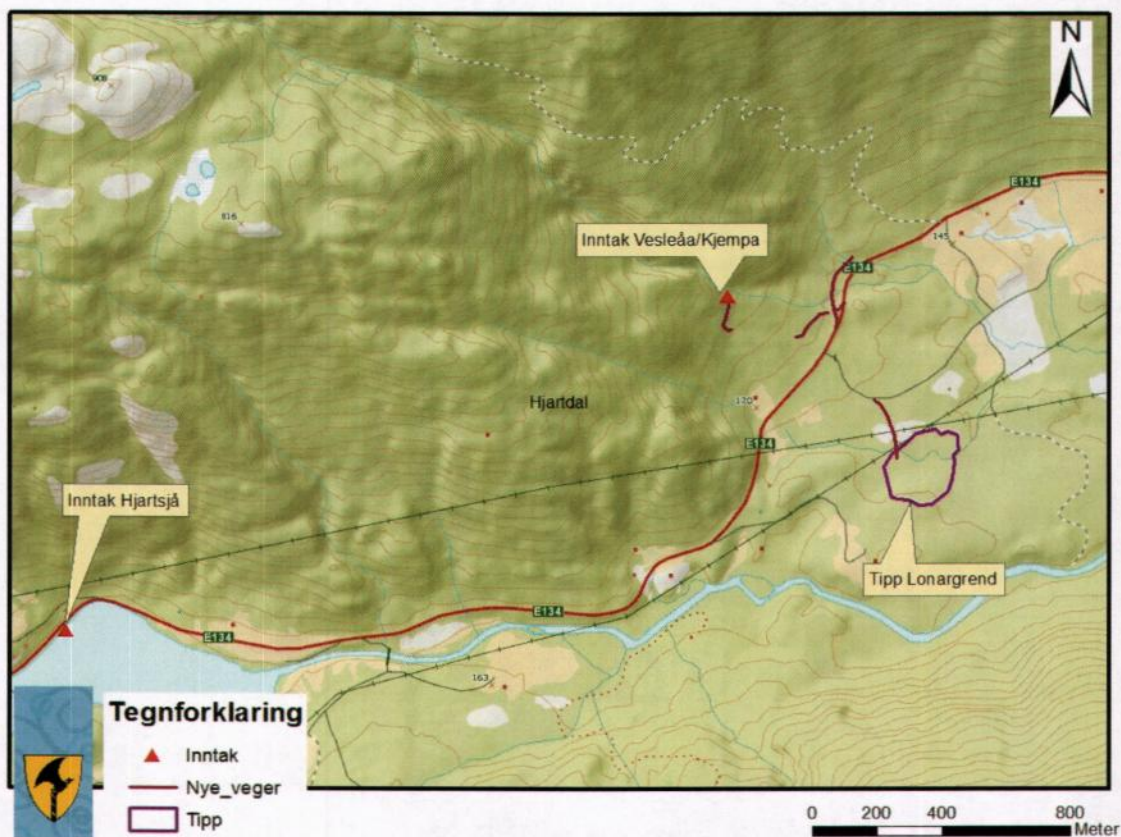 N
908
816
E134
145
Inntak Vesleåa/Kjempa
E134
Hjartdal
120
E134
Inntak Hjartsjå
Tipp Lonargrend
E134
E134
163
Tegnforklaring
Inntak
Nye_veger
Tipp
0 200 400 800
Meter